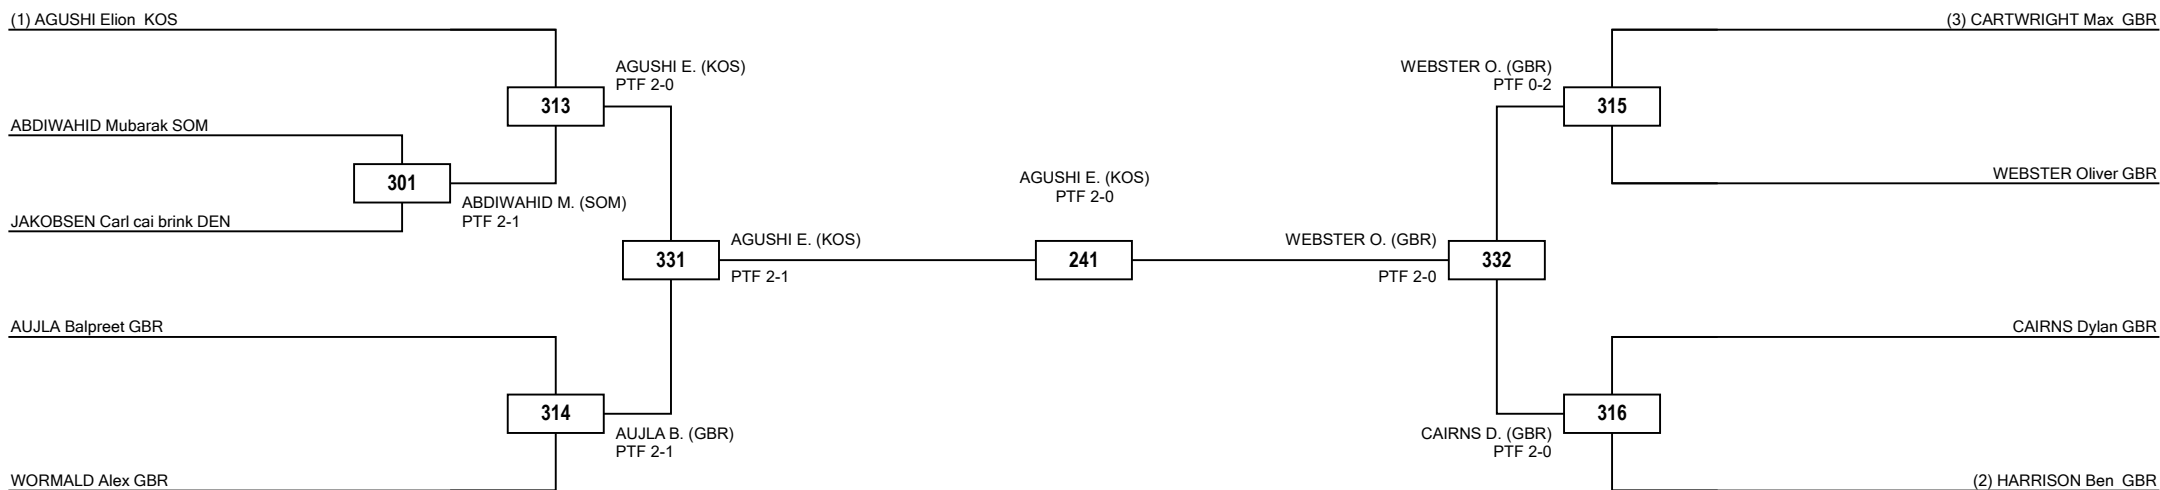 (1) AGUSHI Elion KOS
(3) CARTWRIGHT Max GBR
AGUSHI E. (KOS)
PTF 2-0
WEBSTER O. (GBR)
PTF 0-2
313
315
ABDIWAHID Mubarak SOM
301
ABDIWAHID M. (SOM)
PTF 2-1
AGUSHI E. (KOS)
PTF 2-0
WEBSTER Oliver GBR
JAKOBSEN Carl cai brink DEN
331
AGUSHI E. (KOS)
PTF 2-1
241
WEBSTER O. (GBR)
PTF 2-0
332
AUJLA Balpreet GBR
CAIRNS Dylan GBR
314
AUJLA B. (GBR)
PTF 2-1
CAIRNS D. (GBR)
PTF 2-0
316
WORMALD Alex GBR
(2) HARRISON Ben GBR